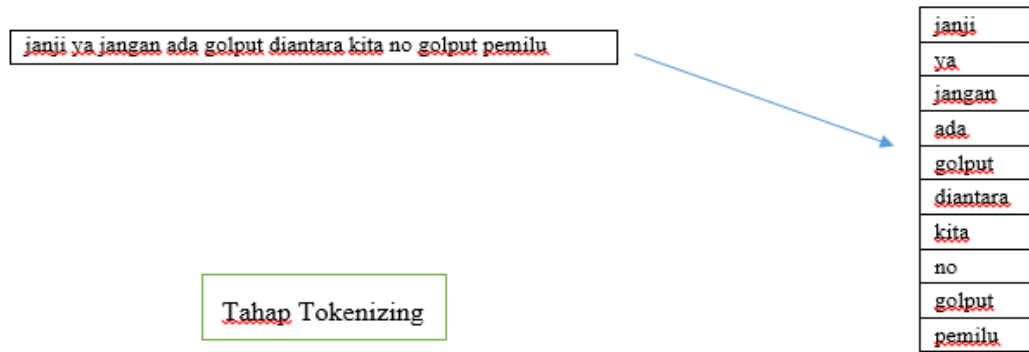 janji ya jangan ada golput diantara kita no golput pemilu
janji
ya
jangan
ada
golput
diantara
kita
no
golput
pemilu
Tahap Tokenizing